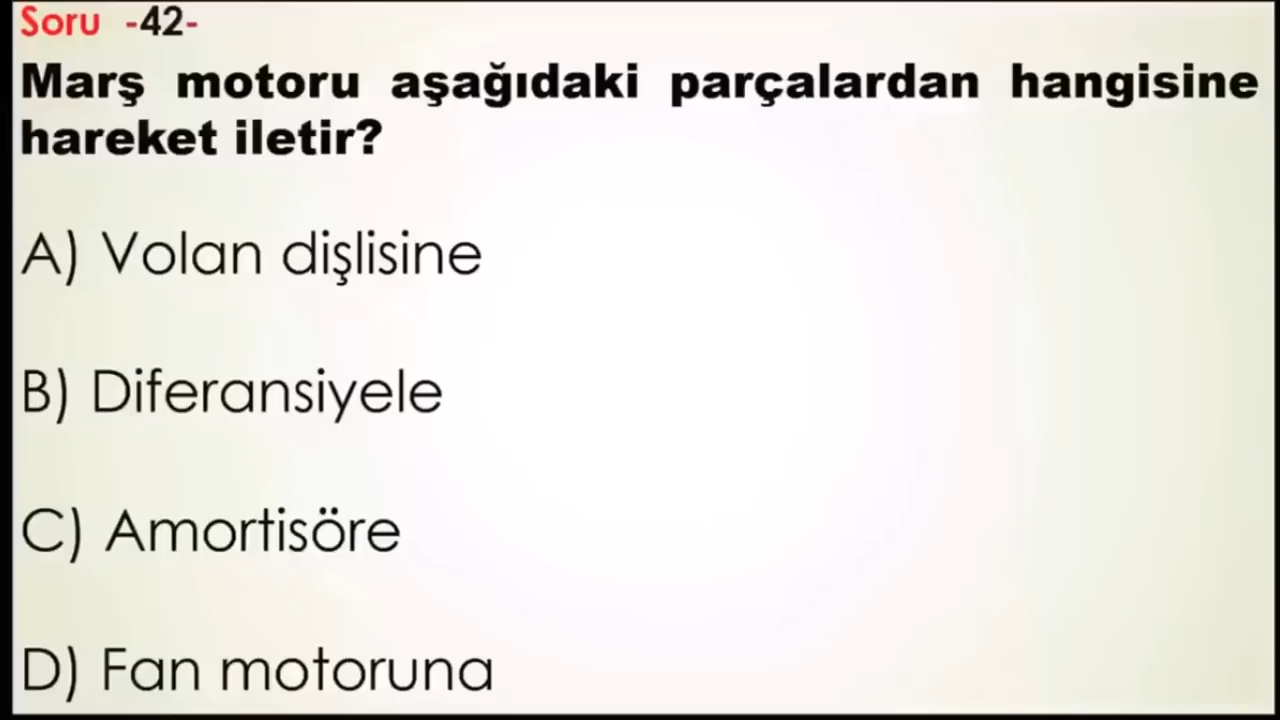 Soru -42-
Marş motoru aşağıdaki parçalardan hangisine
hareket iletir?
A) Volan dişlisine
B) Diferansiyele
C) Amortisöre
D) Fan motoruna